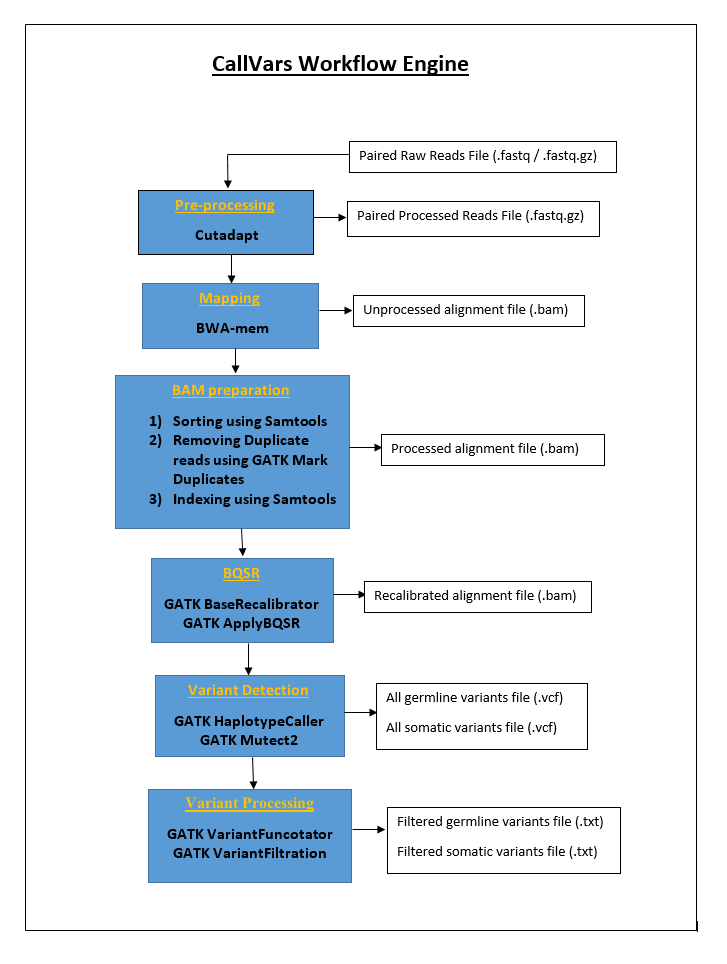 CallVars Workflow Engine
Paired Raw Reads File (.fastq / .fastq.gz)
Pre-processing
Cutadapt
Paired Processed Reads File (.fastq.gz)
Mapping
BWA-mem
Unprocessed alignment file (.bam)
BAM preparation
1) Sorting using Samtools
2) Removing Duplicate
reads using GATK Mark
Duplicates
3) Indexing using Samtools
Processed alignment file (.bam)
BQSR
GATK BaseRecalibrator
GATK ApplyBQSR
Recalibrated alignment file (.bam)
Variant Detection
GATK HaplotypeCaller
GATK Mutect2
All germline variants file (.vcf)
All somatic variants file (.vcf)
Variant Processing
GATK VariantFuncotator
GATK VariantFiltration
Filtered germline variants file (.txt)
Filtered somatic variants file (.txt)